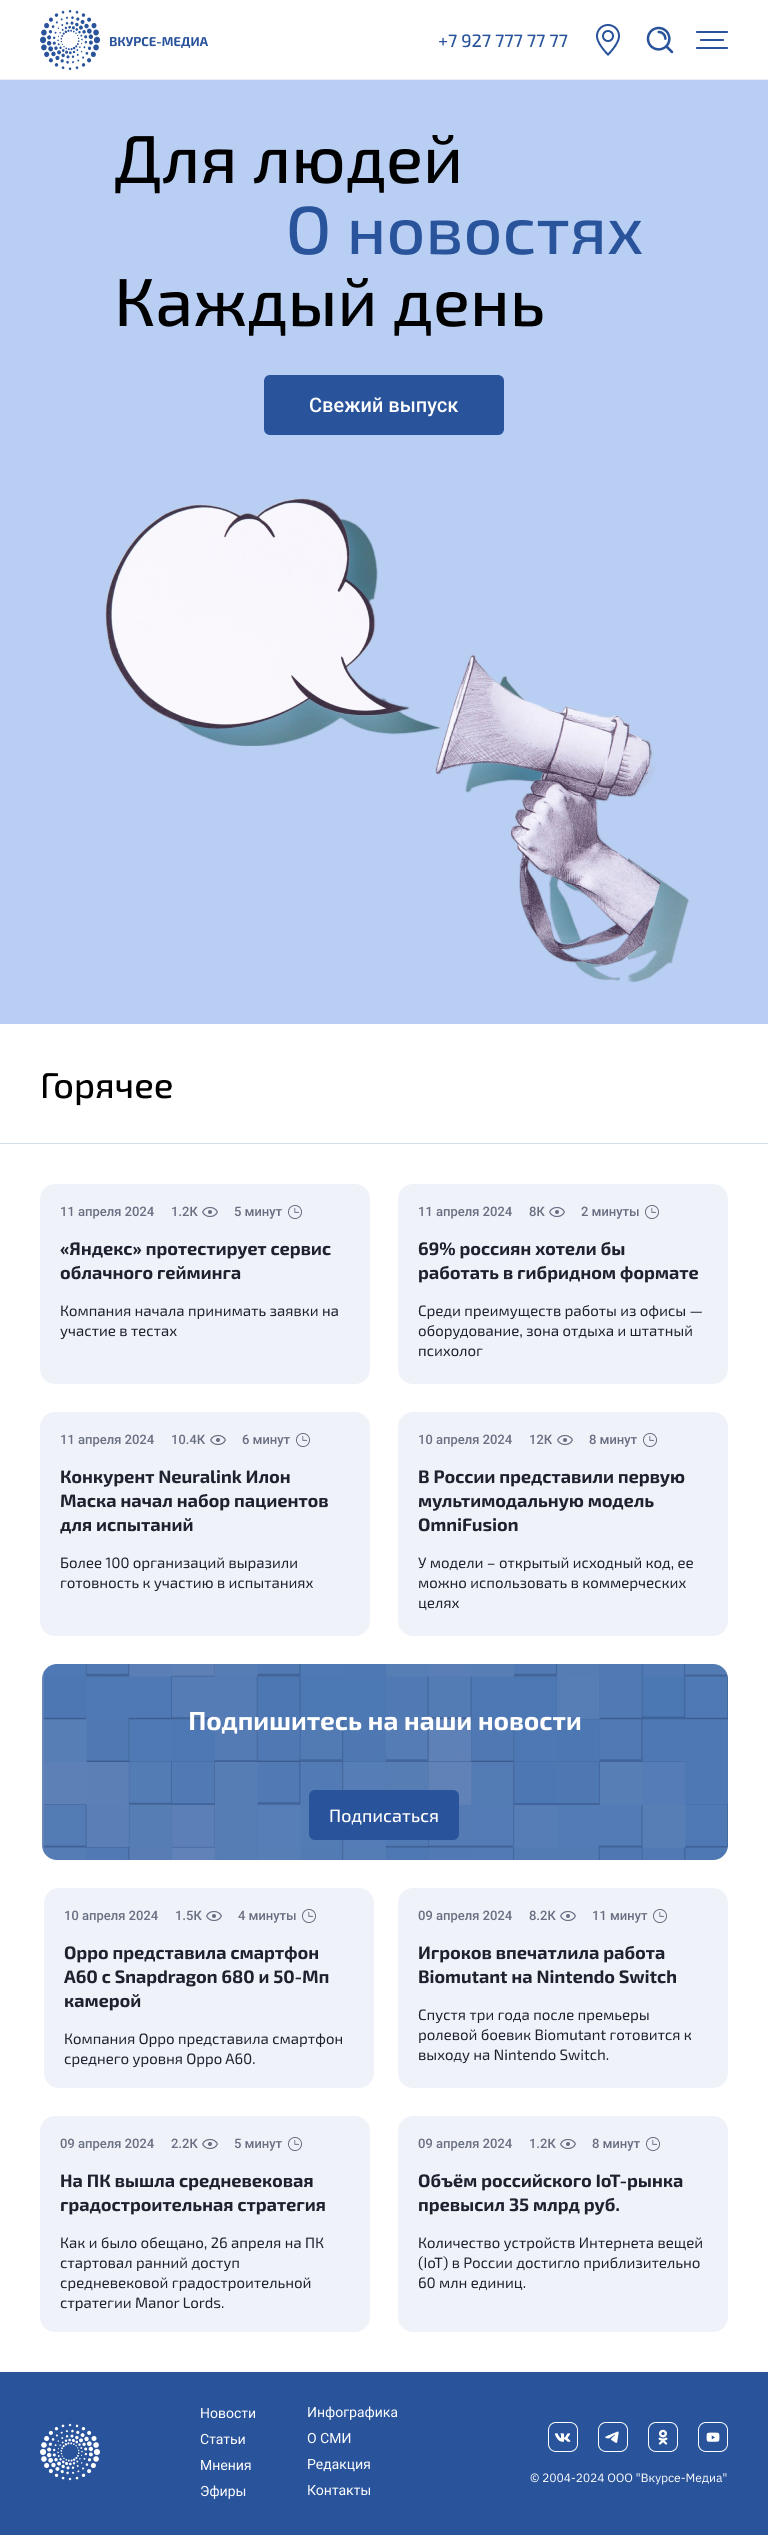 ВКУРСЕ-МЕДИА
+7 927 777 77 77
Для людей
О новостях
Каждый день
Свежий выпуск
Горячее
11 апреля 2024 1.2К 5 минут
«Яндекс» протестирует сервис
облачного гейминга
Компания начала принимать заявки на
участие в тестах
11 апреля 2024 8К 2 минуты
69% россиян хотели бы
работать в гибридном формате
Среди преимуществ работы из офисы —
оборудование, зона отдыха и штатный
психолог
11 апреля 2024 10.4К 6 минут
Конкурент Neuralink Илон
Маска начал набор пациентов
для испытаний
Более 100 организаций выразили
готовность к участию в испытаниях
10 апреля 2024 12К 8 минут
В России представили первую
мультимодальную модель
OmniFusion
У модели – открытый исходный код, ее
можно использовать в коммерческих
целях
Подпишитесь на наши новости
Подписаться
10 апреля 2024 1.5К 4 минуты
Oppo представила смартфон
A60 с Snapdragon 680 и 50-Мп
камерой
Компания Oppo представила смартфон
среднего уровня Oppo A60.
09 апреля 2024 8.2К 11 минут
Игроков впечатлила работа
Biomutant на Nintendo Switch
Спустя три года после премьеры
ролевой боевик Biomutant готовится к
выходу на Nintendo Switch.
09 апреля 2024 2.2К 5 минут
На ПК вышла средневековая
градостроительная стратегия
Как и было обещано, 26 апреля на ПК
стартовал ранний доступ
средневековой градостроительной
стратегии Manor Lords.
09 апреля 2024 1.2К 8 минут
Объём российского IoT-рынка
превысил 35 млрд руб.
Количество устройств Интернета вещей
(IoT) в России достигло приблизительно
60 млн единиц.
Новости
Статьи
Мнения
Эфиры
Инфографика
О СМИ
Редакция
Контакты
© 2004-2024 ООО "Вкурсе-Медиа"